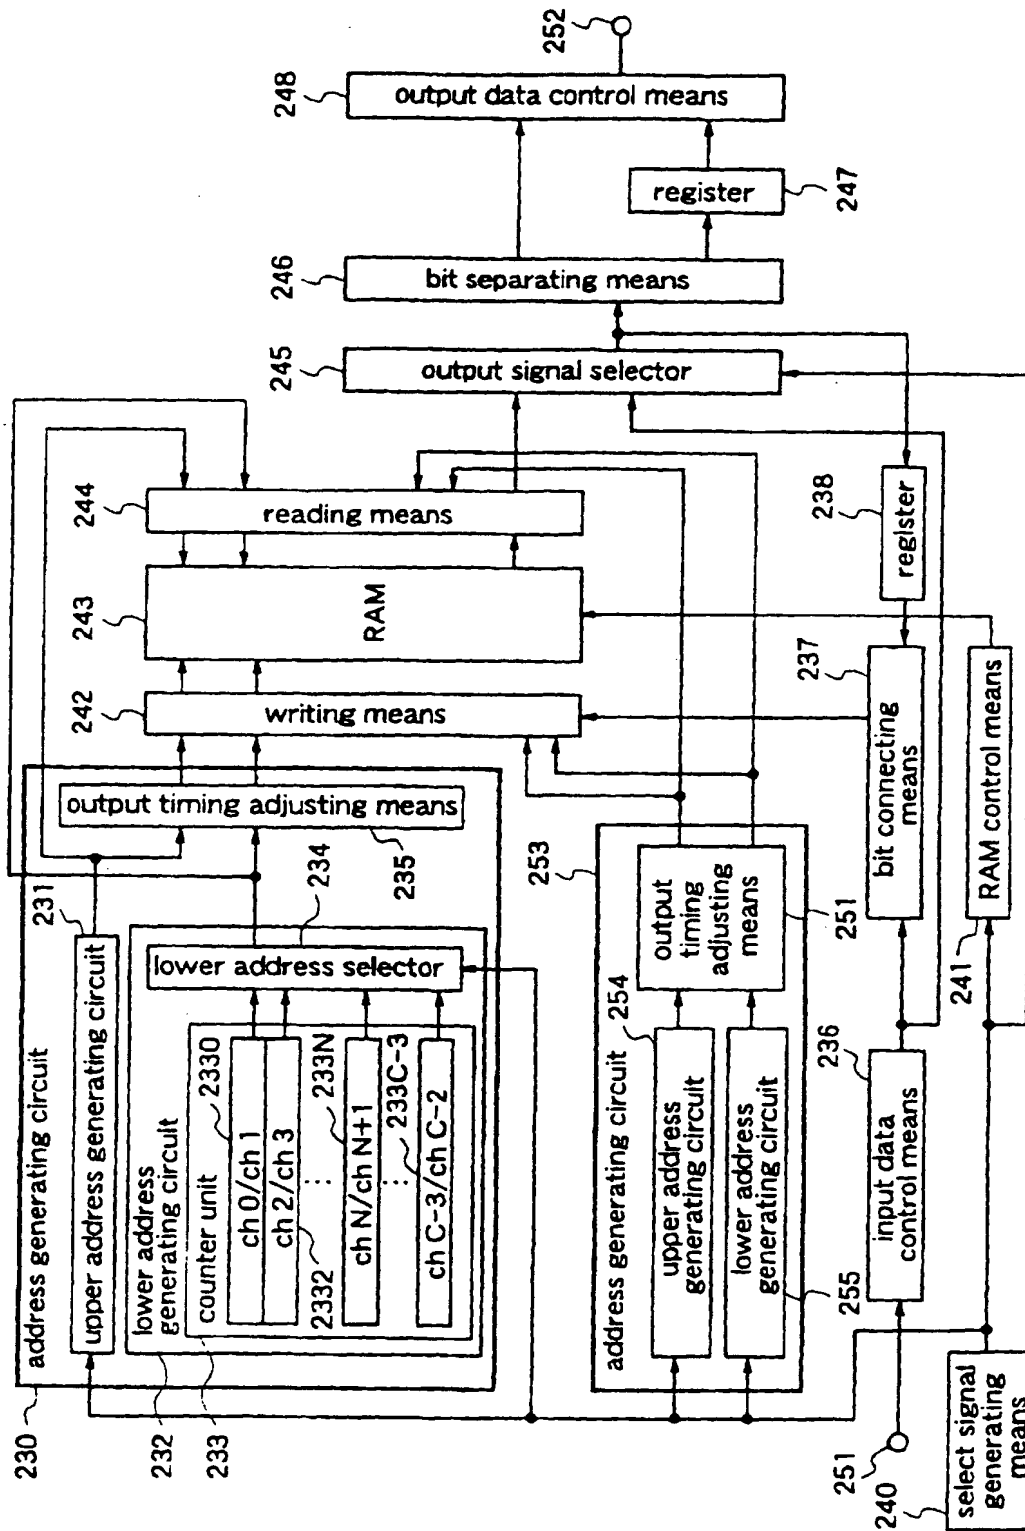 230
address generating circuit
231
upper address generating circuit
232
lower address
generating circuit
233
counter unit
2330
ch 0/ch 1
ch 2/ch 3
2332
⋮
233N
ch N/ch N+1
⋮
233C-3
ch C-3/ch C-2
234
lower address selector
output timing adjusting means
235
242
writing means
243
RAM
244
reading means
245
output signal selector
246
bit separating means
register
247
248
output data control means
252
253
address generating circuit
254
upper address
generating circuit
lower address
generating circuit
255
output
timing
adjusting
means
251
251
236
input data
control means
237
bit connecting
means
238
register
240
select signal
generating
means
241
RAM control means